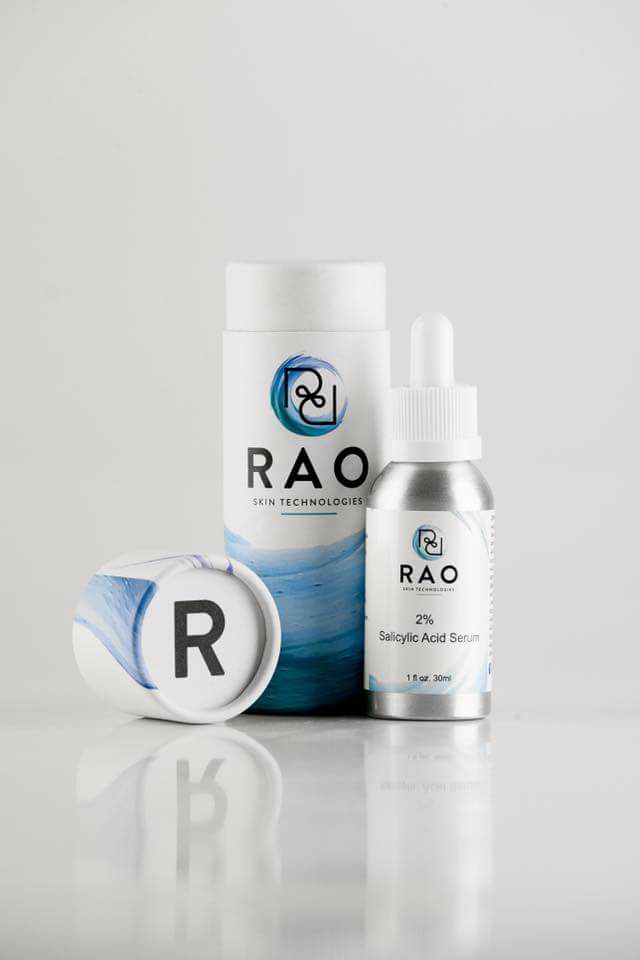 RAO
SKIN TECHNOLOGIES
R
RAO
SKIN TECHNOLOGIES
2%
Salicylic Acid Serum
1 fl oz. 30ml